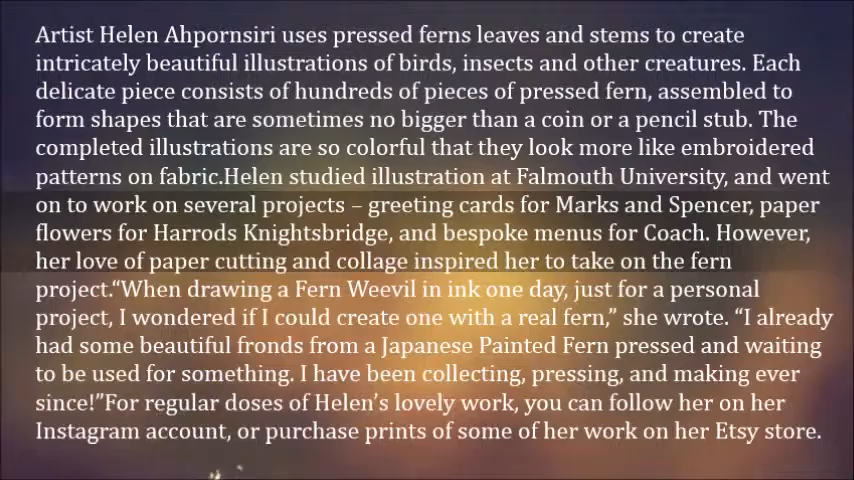 Artist Helen Ahpornsiri uses pressed ferns leaves and stems to create
intricately beautiful illustrations of birds, insects and other creatures. Each
delicate piece consists of hundreds of pieces of pressed fern, assembled to
form shapes that are sometimes no bigger than a coin or a pencil stub. The
completed illustrations are so colorful that they look more like embroidered
patterns on fabric.Helen studied illustration at Falmouth University, and went
on to work on several projects – greeting cards for Marks and Spencer, paper
flowers for Harrods Knightsbridge, and bespoke menus for Coach. However,
her love of paper cutting and collage inspired her to take on the fern
project.“When drawing a Fern Weevil in ink one day, just for a personal
project, I wondered if I could create one with a real fern,” she wrote. “I already
had some beautiful fronds from a Japanese Painted Fern pressed and waiting
to be used for something. I have been collecting, pressing, and making ever
since!”For regular doses of Helen’s lovely work, you can follow her on her
Instagram account, or purchase prints of some of her work on her Etsy store.